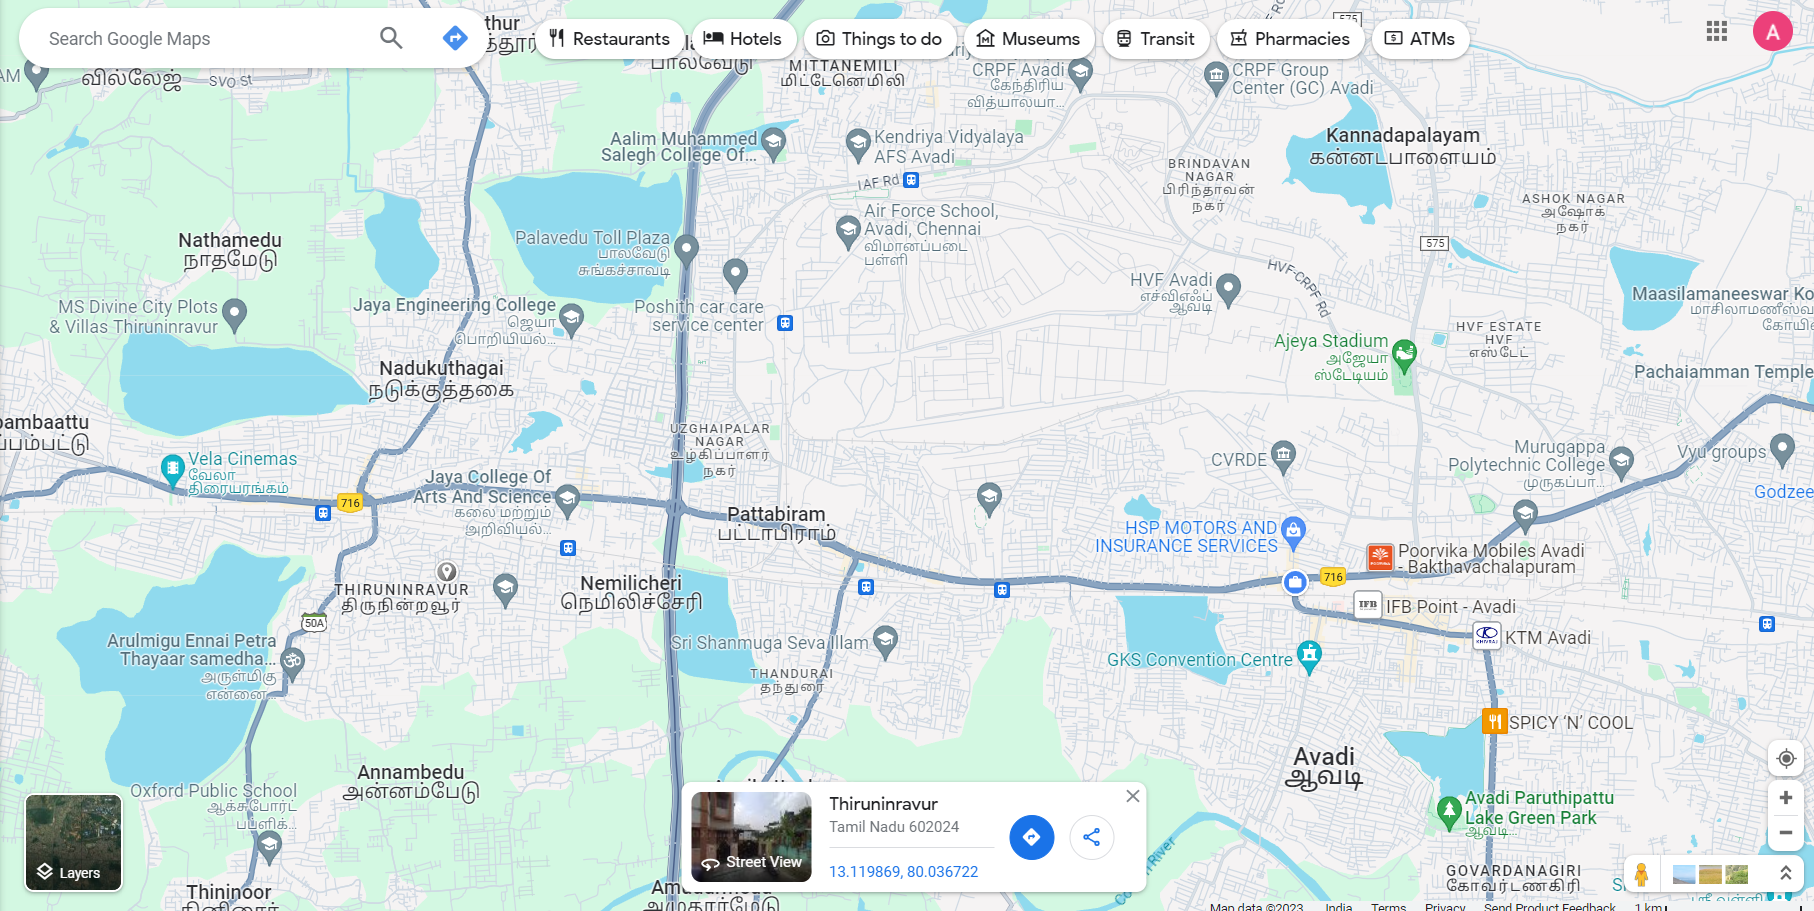 Search Google Maps
Restaurants
Hotels
Things to do
Museums
Transit
Pharmacies
ATMs
A
575
வில்லேஜ்
SVO ST
பாலவேடு
MITTANEMILI
மிட்டெனேமிலி
CRPF Avadi
கேந்திரிய
வித்யாலயா...
CRPF Group
Center (GC) Avadi
Aalim Muhammed
Salegh College Of...
Kendriya Vidyalaya
AFS Avadi
IAF Rd
Kannadapalayam
கன்னடபாளையம்
BRINDAVAN
NAGAR
பிரிந்தாவன்
நகர்
ASHOK NAGAR
அஷோக்
நகர்
Air Force School,
Avadi, Chennai
விமானப்படை
பள்ளி
Nathamedu
நாதமேடு
Palavedu Toll Plaza
பாலவேடு
சுங்கச்சாவடி
575
HVF-CRPF Rd
HVF Avadi
எச்விஎஃப்
ஆவடி
MS Divine City Plots
& Villas Thiruninravur
Jaya Engineering College
ஜெயா
பொறியியல்...
Poshith car care
service center
Maasilamaneeswar Ko
மாசிலாமணீஸ்வ
கோயி
HVF ESTATE
HVF
எஸ்டேட்
Ajeya Stadium
அஜேயா
ஸ்டேடியம்
Nadukuthagai
நடுக்குத்தகை
Pachaiamman Temple
UZGHAIPALAR
NAGAR
உழகிப்பாளர்
நகர்
Vela Cinemas
வேலா
திரையரங்கம்
Jaya College Of
Arts And Science
கலை மற்றும்
அறிவியல்...
CVRDE
Murugappa
Polytechnic College
முருகப்பா...
Vyu groups
Godzee
716
Pattabiram
பட்டாபிராம்
HSP MOTORS AND
INSURANCE SERVICES
Poorvika Mobiles Avadi
- Bakthavachalapuram
716
THIRUNINRAVUR
திருநின்றவூர்
Nemilicheri
நெமிலிச்சேரி
IFB
IFB Point - Avadi
50A
KTM Avadi
Arulmigu Ennai Petra
Thayaar samedha...
அருள்மிகு
என்னை...
Sri Shanmuga Seva Illam
THANDURAI
தந்துரை
GKS Convention Centre
SPICY ‘N’ COOL
Avadi
ஆவடி
Annambedu
அன்னம்பேடு
Oxford Public School
ஆக்சுபோர்ட்
பப்ளிக்...
Avadi Paruthipattu
Lake Green Park
ஆவடி...
Thiruninravur
Tamil Nadu 602024
13.119869, 80.036722
Street View
Layers
GOVARDANAGIRI
கோவர்டணகிரி
Thininoor
Map data ©2023
India
Terms
Privacy
Send Product Feedback
1 km